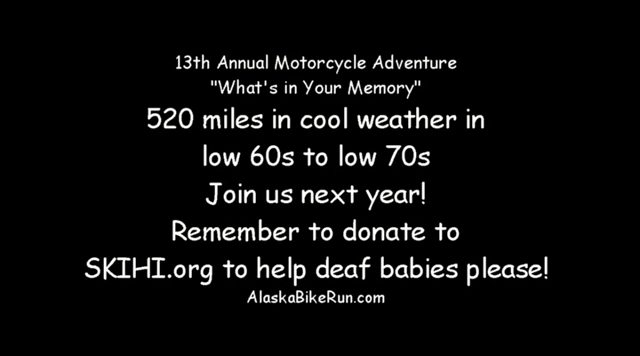 13th Annual Motorcycle Adventure
"What's in Your Memory"
520 miles in cool weather in
low 60s to low 70s
Join us next year!
Remember to donate to
SKIHI.org to help deaf babies please!
AlaskaBikeRun.com